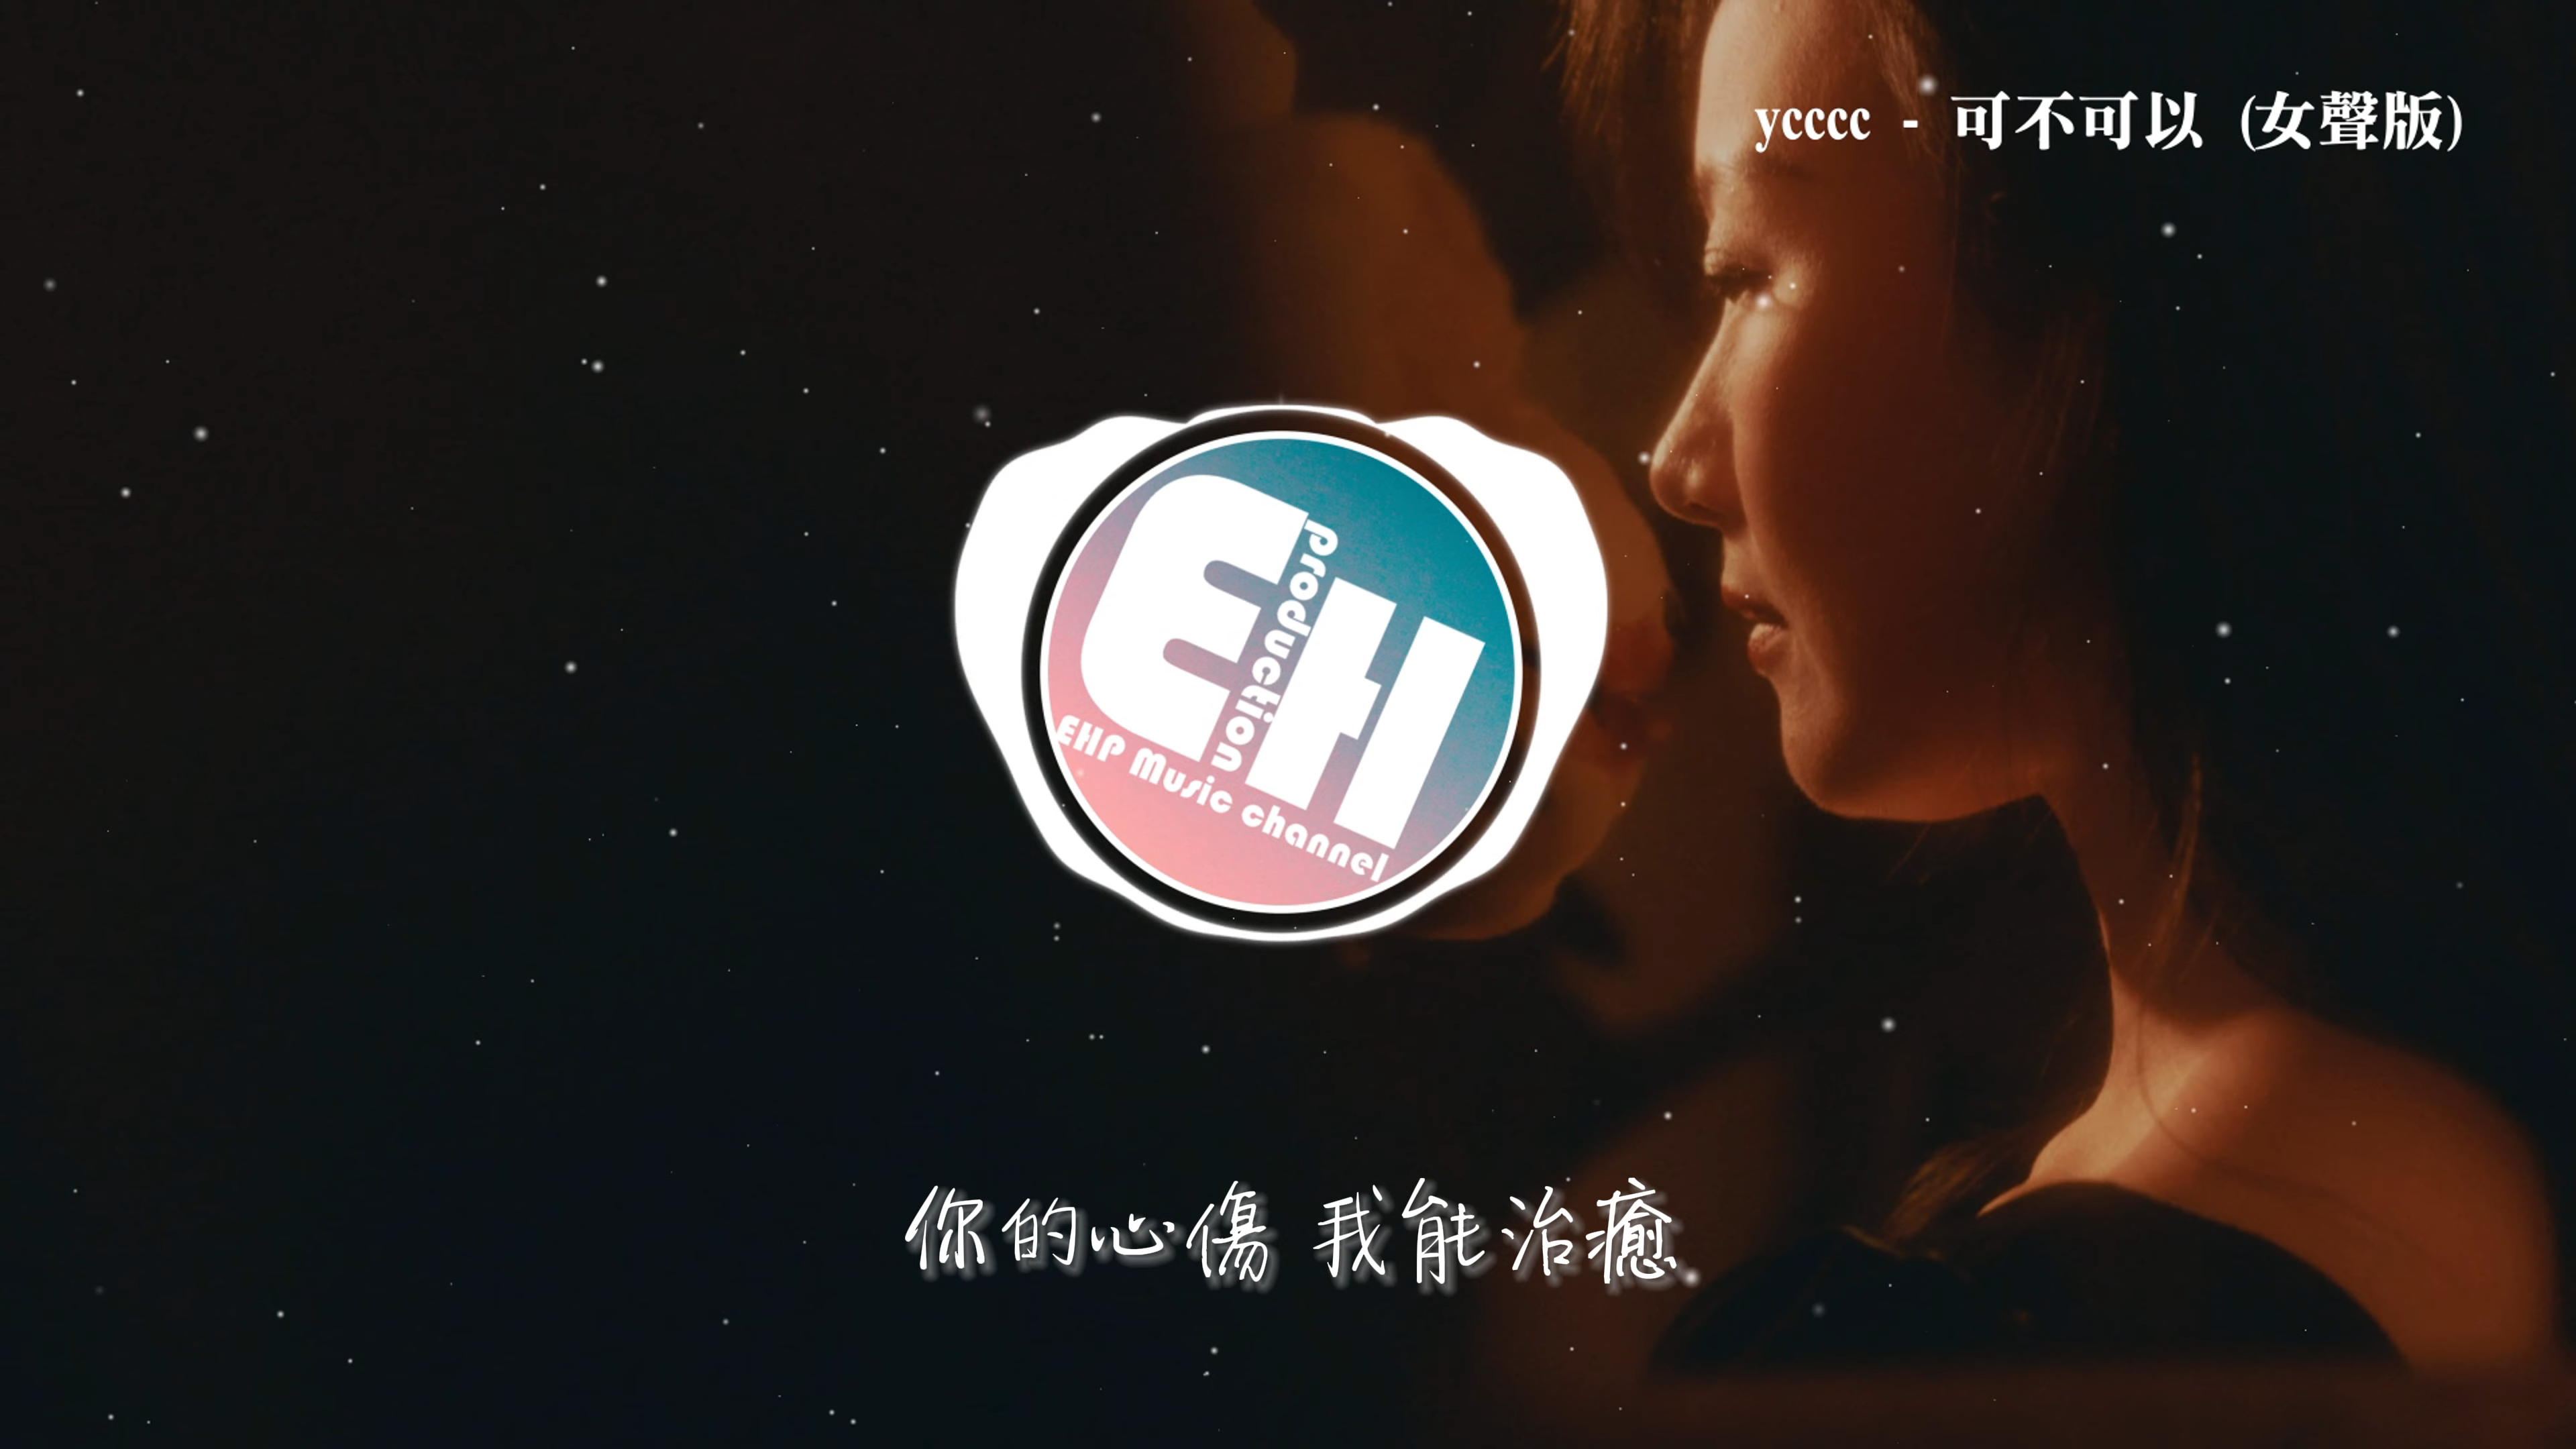 ycccc - 可不可以 (女聲版)
EH
Production
EHP Music channel
你的心傷 我能治癒